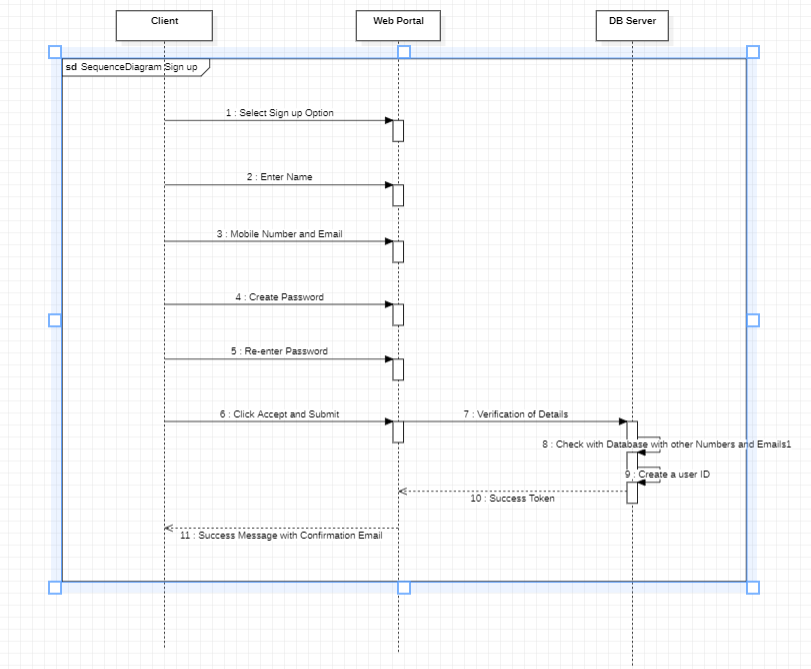 Client
Web Portal
DB Server
sd SequenceDiagram Sign up
1 : Select Sign up Option
2 : Enter Name
3 : Mobile Number and Email
4 : Create Password
5 : Re-enter Password
6 : Click Accept and Submit
7 : Verification of Details
8 : Check with Database with other Numbers and Emails1
9 : Create a user ID
10 : Success Token
11 : Success Message with Confirmation Email